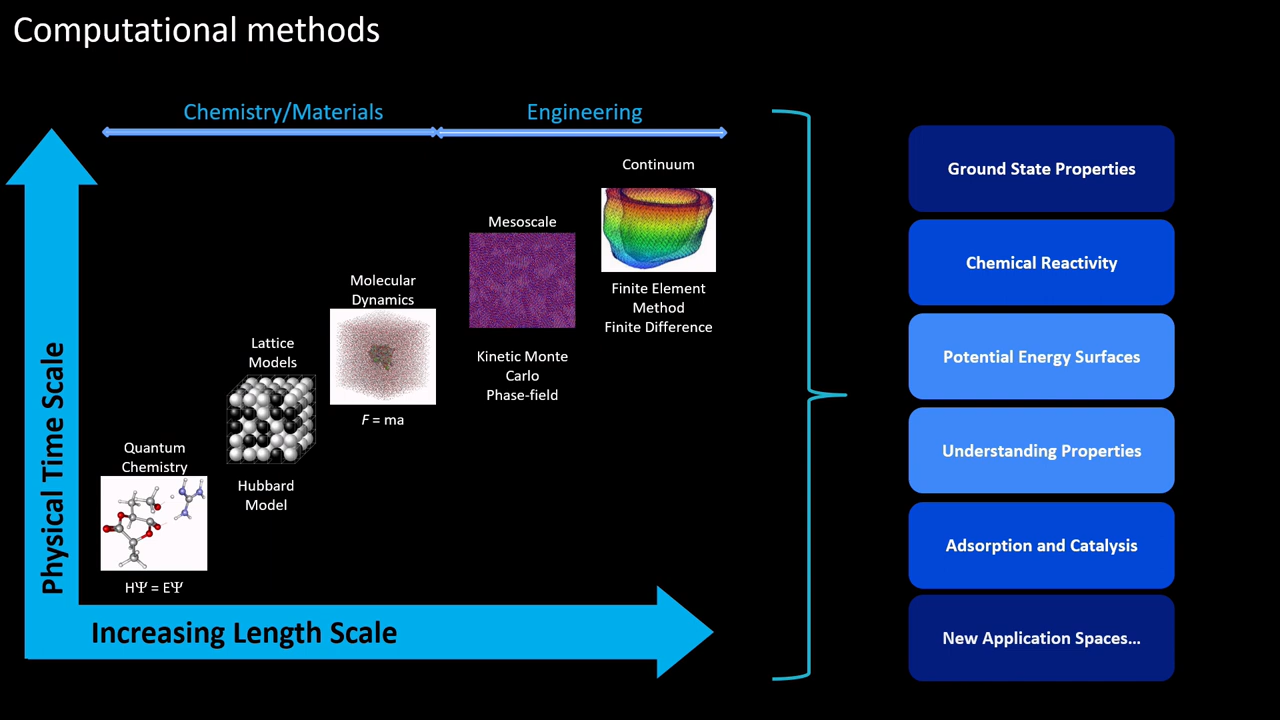 Computational methods
Chemistry/Materials
Engineering
Continuum
Finite Element
Method
Finite Difference
Mesoscale
Kinetic Monte
Carlo
Phase-field
Molecular
Dynamics
F = ma
Lattice
Models
Hubbard
Model
Quantum
Chemistry
HΨ = EΨ
Physical Time Scale
Increasing Length Scale
Ground State Properties
Chemical Reactivity
Potential Energy Surfaces
Understanding Properties
Adsorption and Catalysis
New Application Spaces...